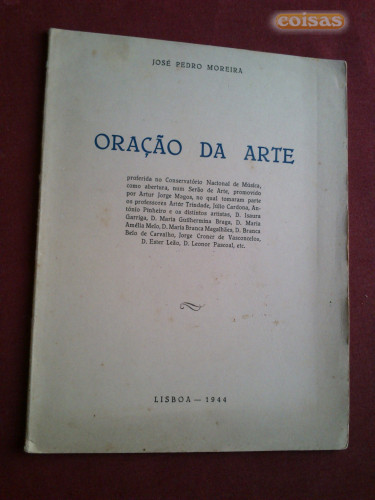 coisas
JOSÉ PEDRO MOREIRA
ORAÇÃO DA ARTE
proferida no Conservatório Nacional de Música,
como abertura, num Serão de Arte, promovido
por Artur Jorge Magos, no qual tomaram parte
os professores Artur Trindade, Júlio Cardona, An-
tónio Pinheiro e os distintos artistas, D. Isaura
Garriga, D. Maria Guilhermina Braga, D. Maria
Amélia Melo, D. Maria Branca Magalhães, D. Branca
Belo de Carvalho, Jorge Croner de Vasconcelos,
D. Ester Leão, D. Leonor Pascoal, etc.
LISBOA — 1944